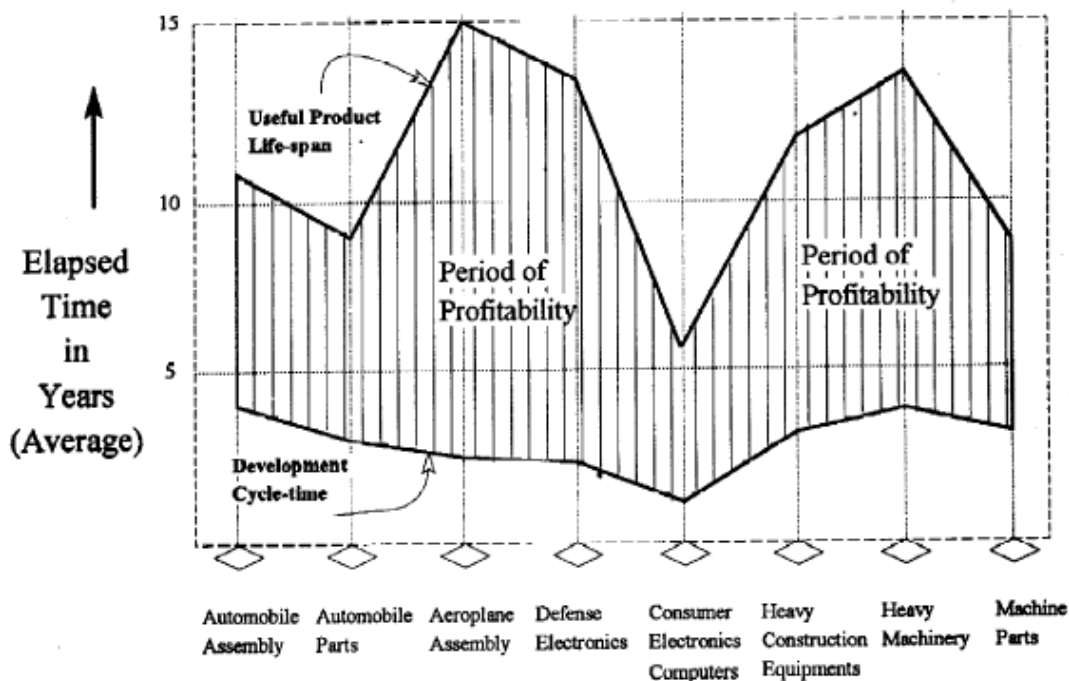 15
Useful Product
Life-span
10
Elapsed
Time
in
Years
(Average)
Period of
Profitability
Period of
Profitability
5
Development
Cycle-time
Automobile
Assembly
Automobile
Parts
Aeroplane
Assembly
Defense
Electronics
Consumer
Electronics
Computers
Heavy
Construction
Equipments
Heavy
Machinery
Machine
Parts